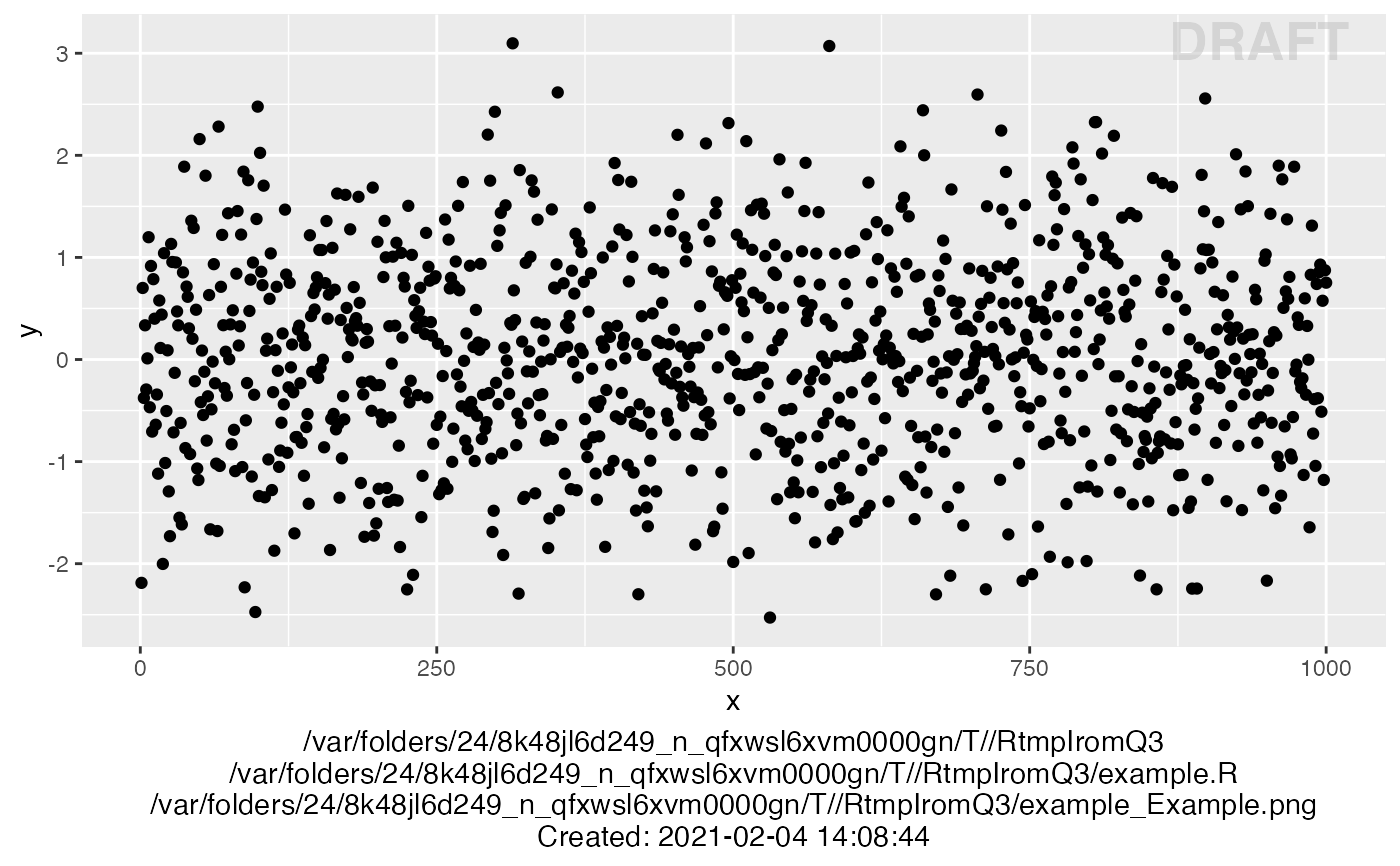 DRAFT
3
2
1
0
-1
-2
y
0 250 500 750 1000
x
/var/folders/24/8k48jl6d249_n_qfxwsl6xvm0000gn/T//RtmpIromQ3
/var/folders/24/8k48jl6d249_n_qfxwsl6xvm0000gn/T//RtmpIromQ3/example.R
/var/folders/24/8k48jl6d249_n_qfxwsl6xvm0000gn/T//RtmpIromQ3/example_Example.png
Created: 2021-02-04 14:08:44